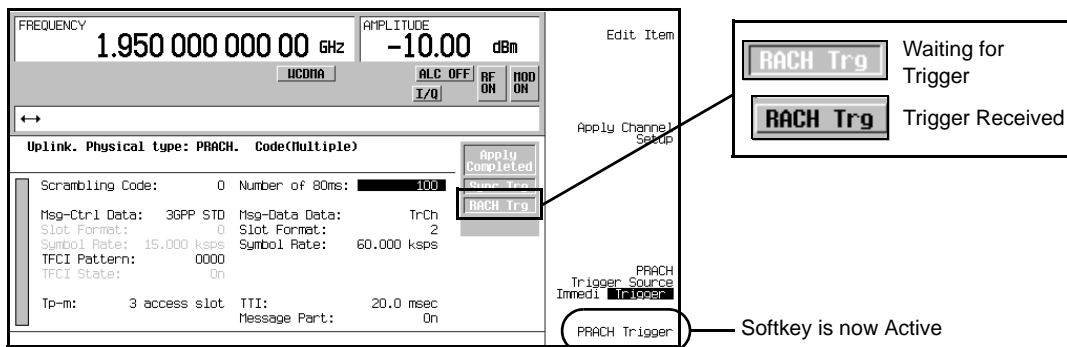 FREQUENCY
1.950 000 000 00 GHz
AMPLITUDE
-10.00 dBm
WCDMA
ALC OFF
I/Q
RF ON
MOD ON
Uplink. Physical type: PRACH. Code(Multiple)
Apply Completed
Sync Trg
RACH Trg
Scrambling Code: 0 Number of 80ms: 100
Msg-Ctrl Data: 3GPP STD Msg-Data Data: TrCh
Slot Format: 0 Slot Format: 2
Symbol Rate: 15.000 ksps Symbol Rate: 60.000 ksps
TFCI Pattern: 0000
TFCI State: On
Tp-m: 3 access slot TTI: 20.0 msec
Message Part: On
Edit Item
Apply Channel
Setup
PRACH
Trigger Source
Immedi Trigger
PRACH Trigger
RACH Trg
Waiting for
Trigger
RACH Trg
Trigger Received
Softkey is now Active